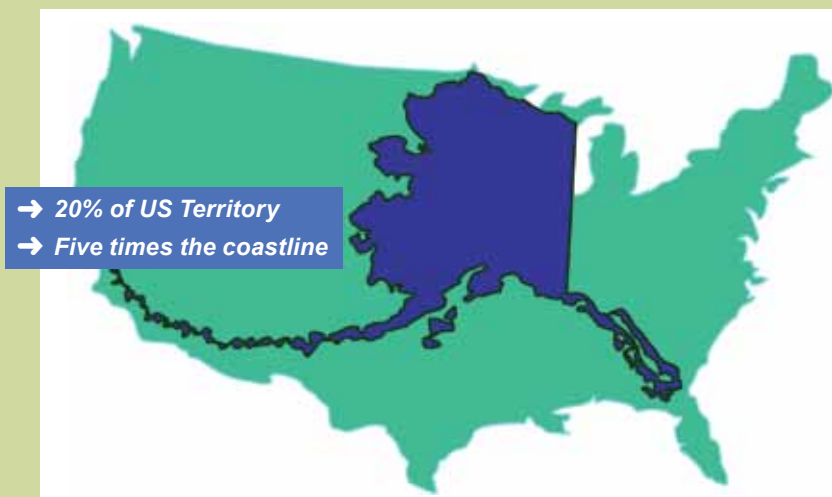 ➜ 20% of US Territory
➜ Five times the coastline